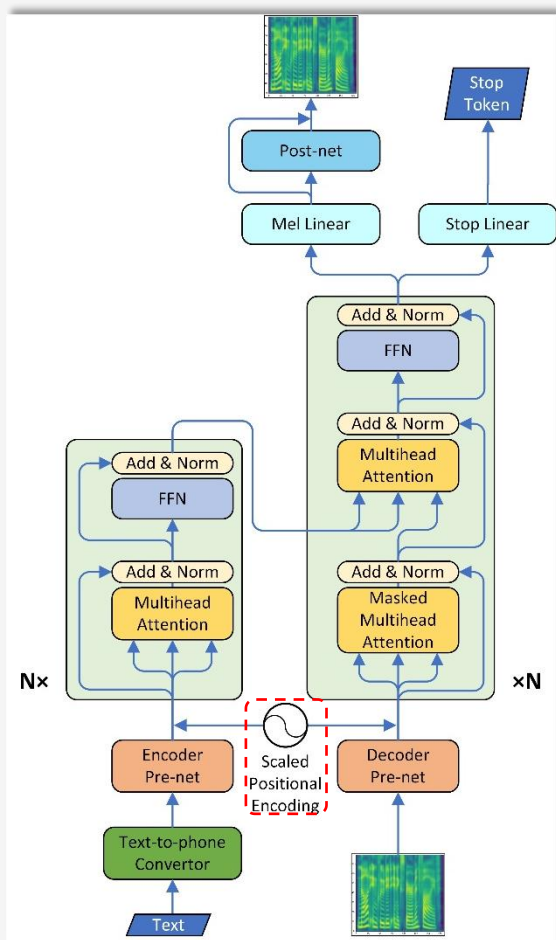 Stop
Token
Post-net
Mel Linear
Stop Linear
Add & Norm
FFN
Add & Norm
Multihead
Attention
Add & Norm
Masked
Multihead
Attention
×N
Add & Norm
FFN
Add & Norm
Multihead
Attention
N×
Scaled
Positional
Encoding
Encoder
Pre-net
Decoder
Pre-net
Text-to-phone
Convertor
Text